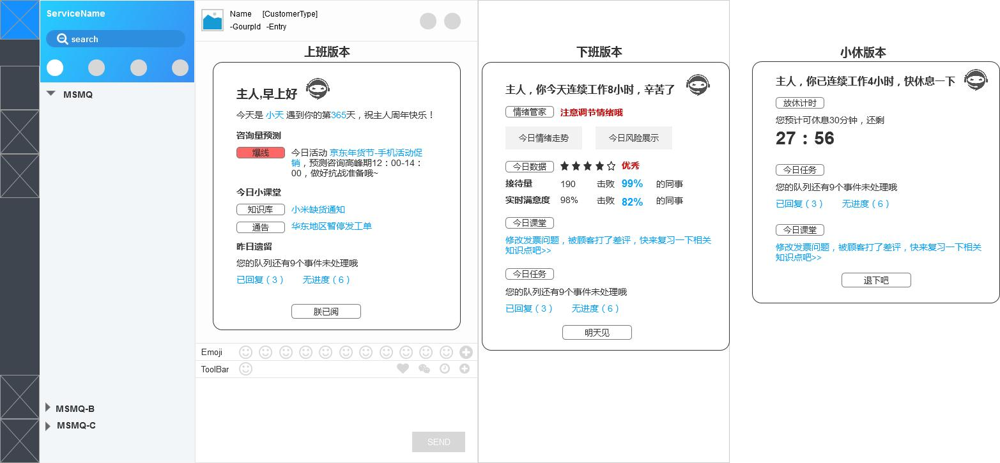 ServiceName
search
MSMQ
MSMQ-B
MSMQ-C
Name [CustomerType]
-GourpId -Entry
上班版本
主人,早上好
今天是 小天 遇到你的第365天，祝主人周年快乐！
咨询量预测
爆线
今日活动 京东年货节-手机活动促
销，预测咨询高峰期12：00-14：
00，做好抗战准备哦~
今日小课堂
知识库 小米缺货通知
通告 华东地区暂停发工单
昨日遗留
您的队列还有9个事件未处理哦
已回复（3） 无进度（6）
朕已阅
Emoji
ToolBar
SEND
下班版本
主人，你今天连续工作8小时，辛苦了
情绪管家 注意调节情绪哦
今日情绪走势 今日风险展示
今日数据 优秀
接待量 190 击败 99% 的同事
实时满意度 98% 击败 82% 的同事
今日课堂
修改发票问题，被顾客打了差评，快来复习一下相关
知识点吧>>
今日任务
您的队列还有9个事件未处理哦
已回复（3） 无进度（6）
明天见
小休版本
主人，你已连续工作4小时，快休息一下
放休计时
您预计可休息30分钟，还剩
27：56
今日任务
您的队列还有9个事件未处理哦
已回复（3） 无进度（6）
今日课堂
修改发票问题，被顾客打了差评，快来复习一下相关
知识点吧>>
退下吧